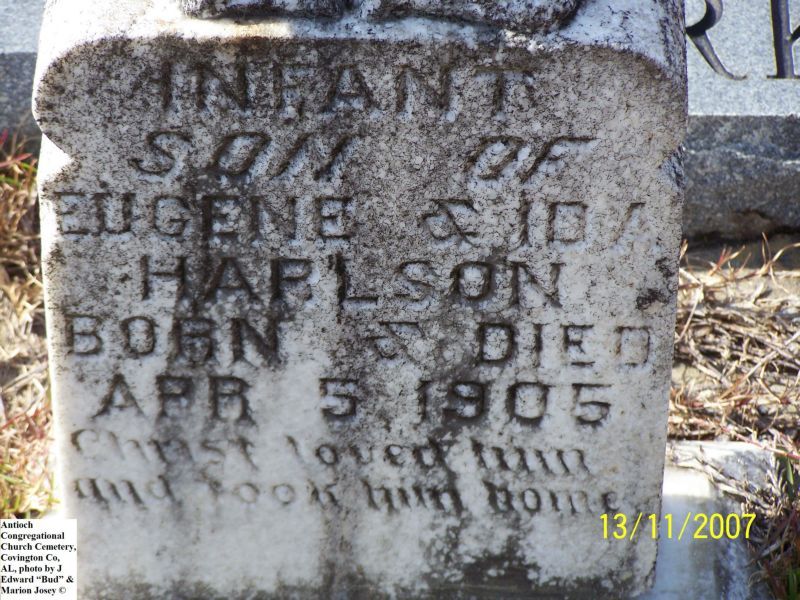 INFANT
SON OF
EUGENE & IDA
HARLSON
BORN & DIED
APR 5, 1905
Christ loved him
and took him home
13/11/2007
Antioch
Congregational
Church Cemetery,
Covington Co,
AL, photo by J
Edward “Bud” &
Marion Josey ©